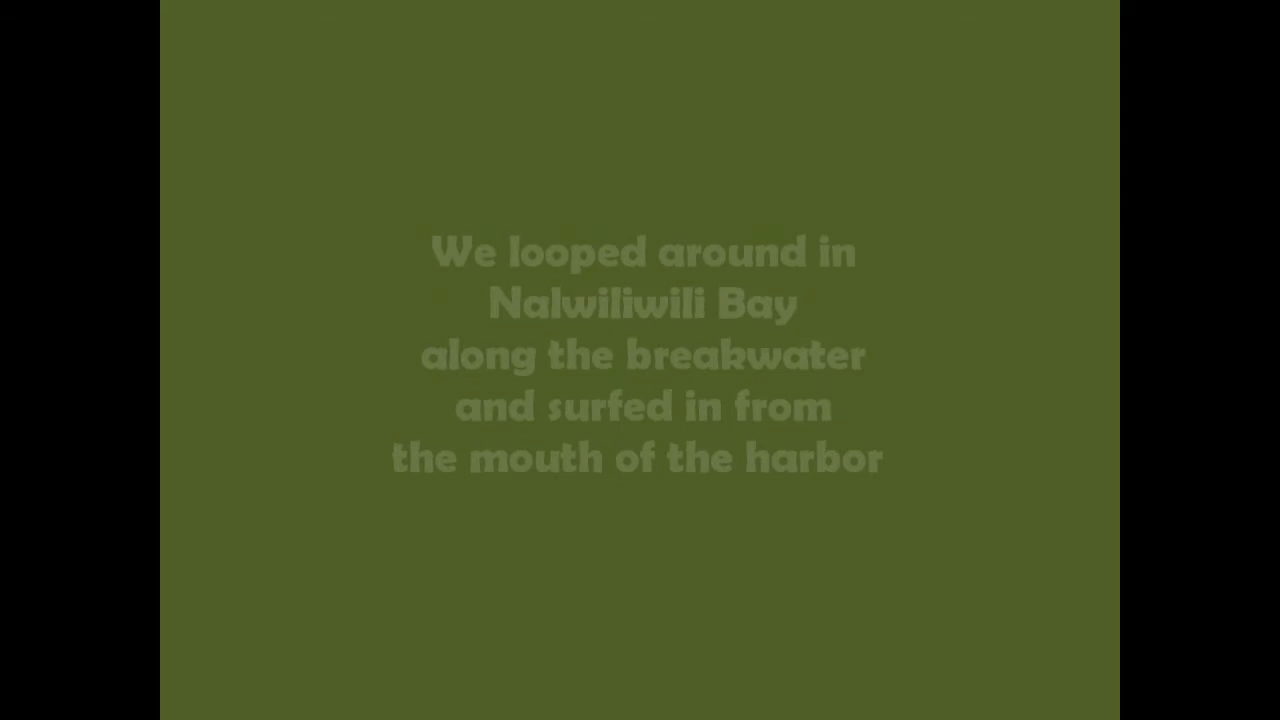 We looped around in
Nalwiliwili Bay
along the breakwater
and surfed in from
the mouth of the harbor